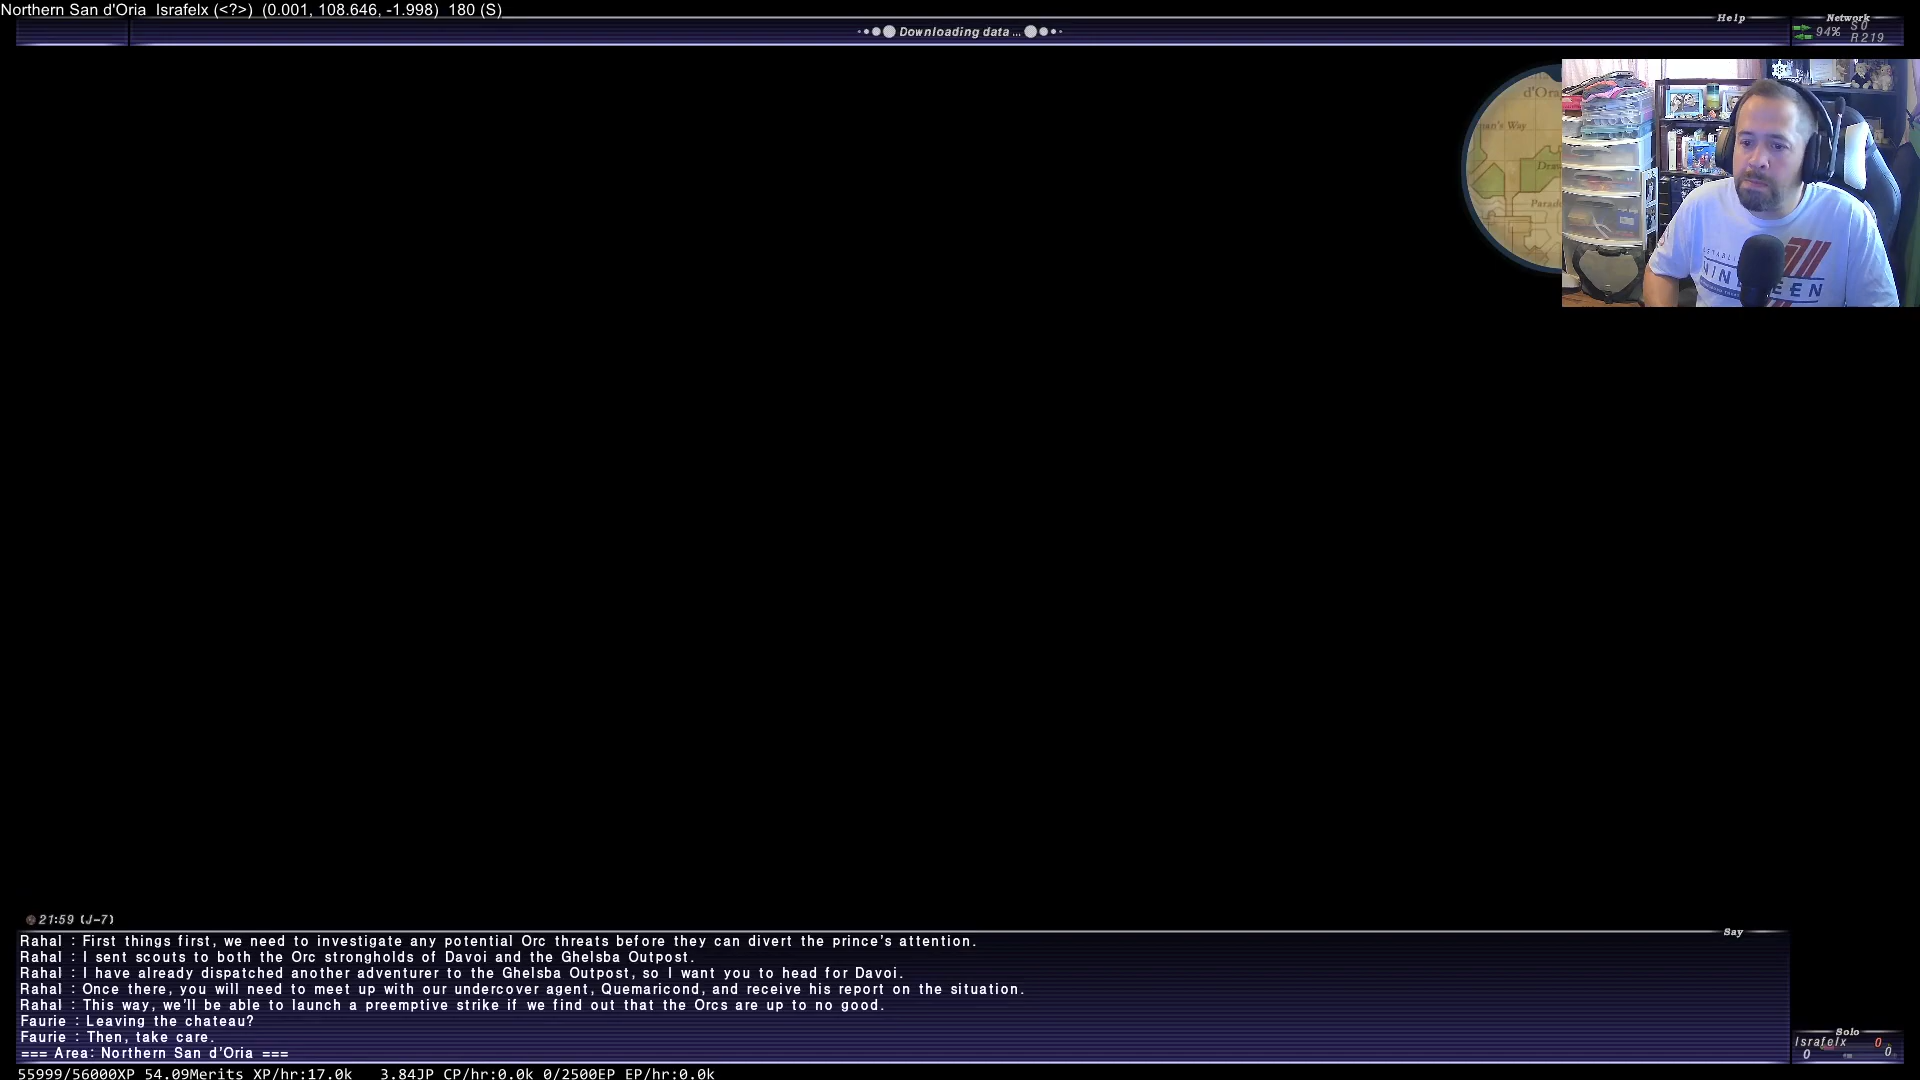 Northern San d'Oria Israfelx (<?>) (0.001, 108.646, -1.998) 180 (S)
Help
Network
Downloading data ...
94%
S 0
R 219
d'Ora
Way
Rahal : First things first, we need to investigate any potential Orc threats before they can divert the prince's attention.
Rahal : I sent scouts to both the Orc strongholds of Davoi and the Ghelsba Outpost.
Rahal : I have already dispatched another adventurer to the Ghelsba Outpost, so I want you to head for Davoi.
Rahal : Once there, you will need to meet up with our undercover agent, Quemaricond, and receive his report on the situation.
Rahal : This way, we'll be able to launch a preemptive strike if we find out that the Orcs are up to no good.
Faurie : Leaving the chateau?
Faurie : Then, take care.
=== Area: Northern San d'Oria ===
21:59 (J-7)
Say
Solo
Israfelx 0
0 0
55999/56000XP 54.09Merits XP/hr:17.0k 3.84JP CP/hr:0.0k 0/2500EP EP/hr:0.0k